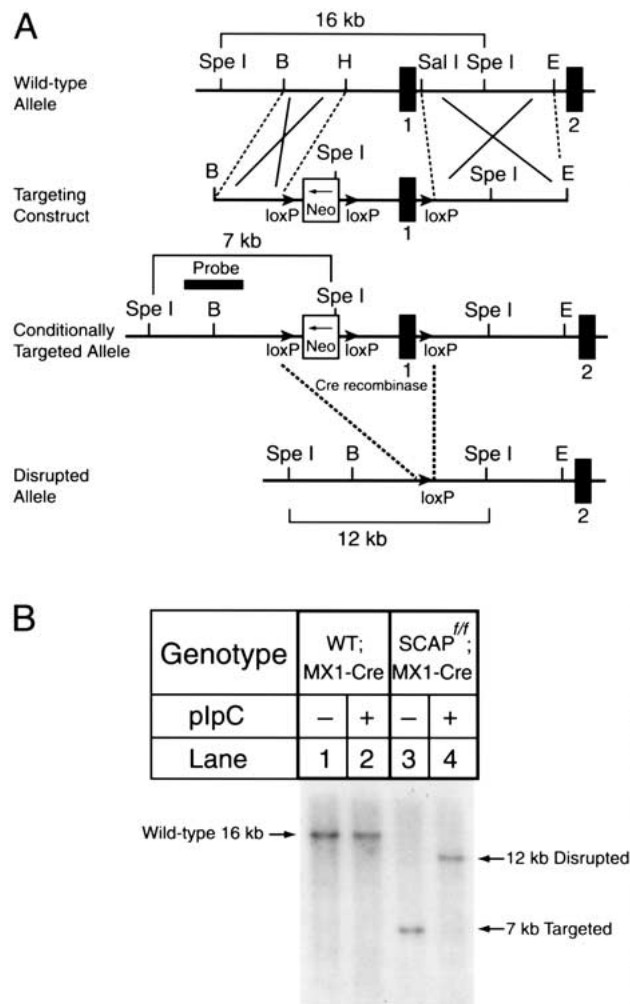 A
16 kb
Spe I B H Sal I Spe I E
Wild-type
Allele
1 2
B Spe I Spe I E
Targeting
Construct
loxP Neo loxP 1 loxP
7 kb
Probe
Spe I B Spe I Spe I E
Conditionally
Targeted Allele
loxP Neo loxP 1 loxP 2
Cre recombinase
Spe I B Spe I E
Disrupted
Allele
loxP 2
12 kb
B
Genotype WT; MX1-Cre SCAP f/f; MX1-Cre
pIpC – + – +
Lane 1 2 3 4
Wild-type 16 kb
12 kb Disrupted
7 kb Targeted